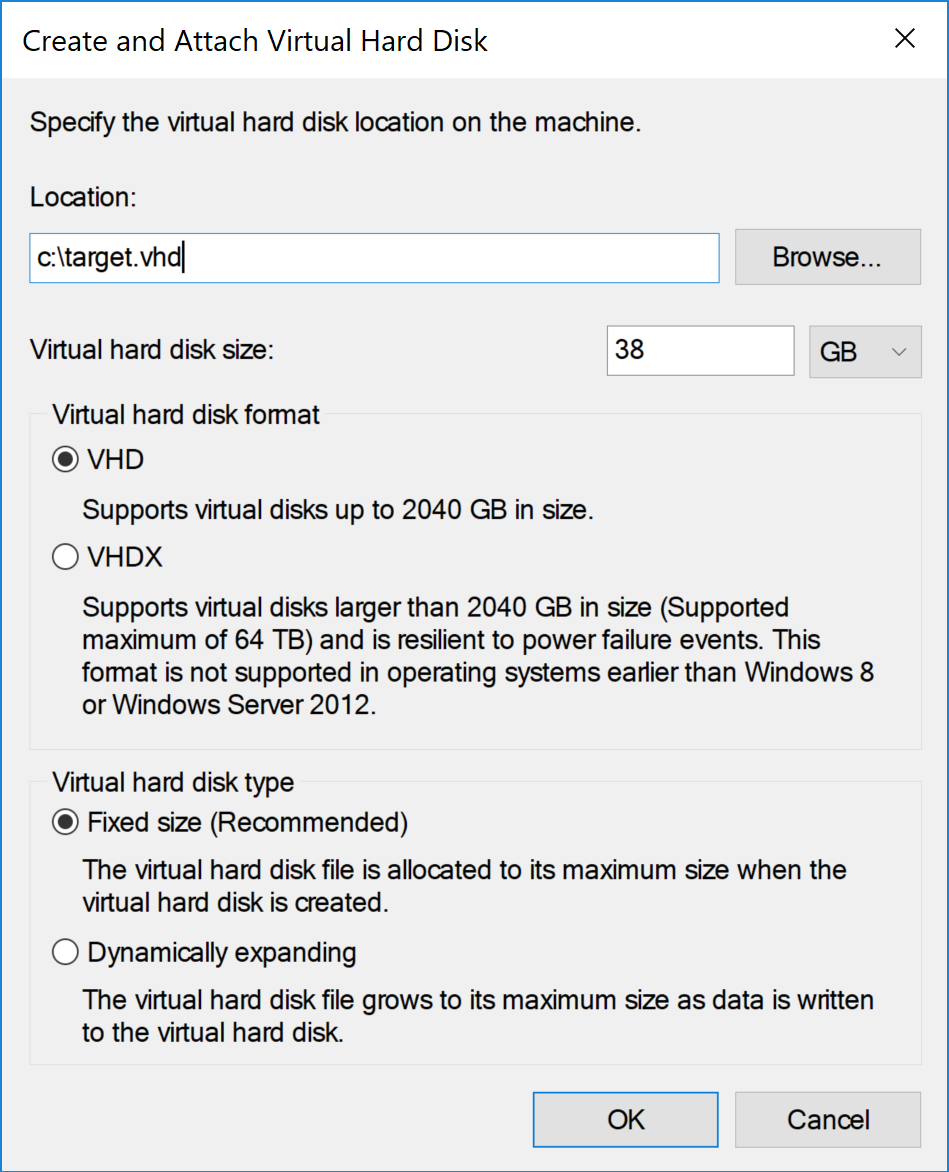 Create and Attach Virtual Hard Disk
Specify the virtual hard disk location on the machine.
Location:
c:\target.vhd
Browse...
Virtual hard disk size:
38
GB
Virtual hard disk format
VHD
Supports virtual disks up to 2040 GB in size.
VHDX
Supports virtual disks larger than 2040 GB in size (Supported
maximum of 64 TB) and is resilient to power failure events. This
format is not supported in operating systems earlier than Windows 8
or Windows Server 2012.
Virtual hard disk type
Fixed size (Recommended)
The virtual hard disk file is allocated to its maximum size when the
virtual hard disk is created.
Dynamically expanding
The virtual hard disk file grows to its maximum size as data is written
to the virtual hard disk.
OK
Cancel